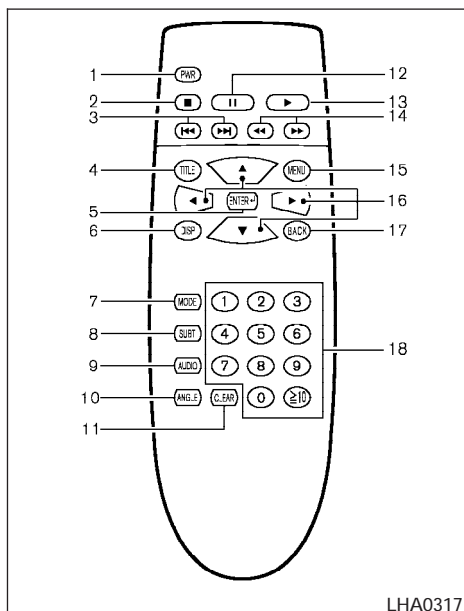 1 PWR 12
2 13
3 14
4 TITLE MENU 15
5 ENTER 16
6 DISP BACK 17
7 MODE 1 2 3
8 SUBT 4 5 6 18
9 AUDIO 7 8 9
10 ANGLE CLEAR 0 ≧10
11
LHA0317